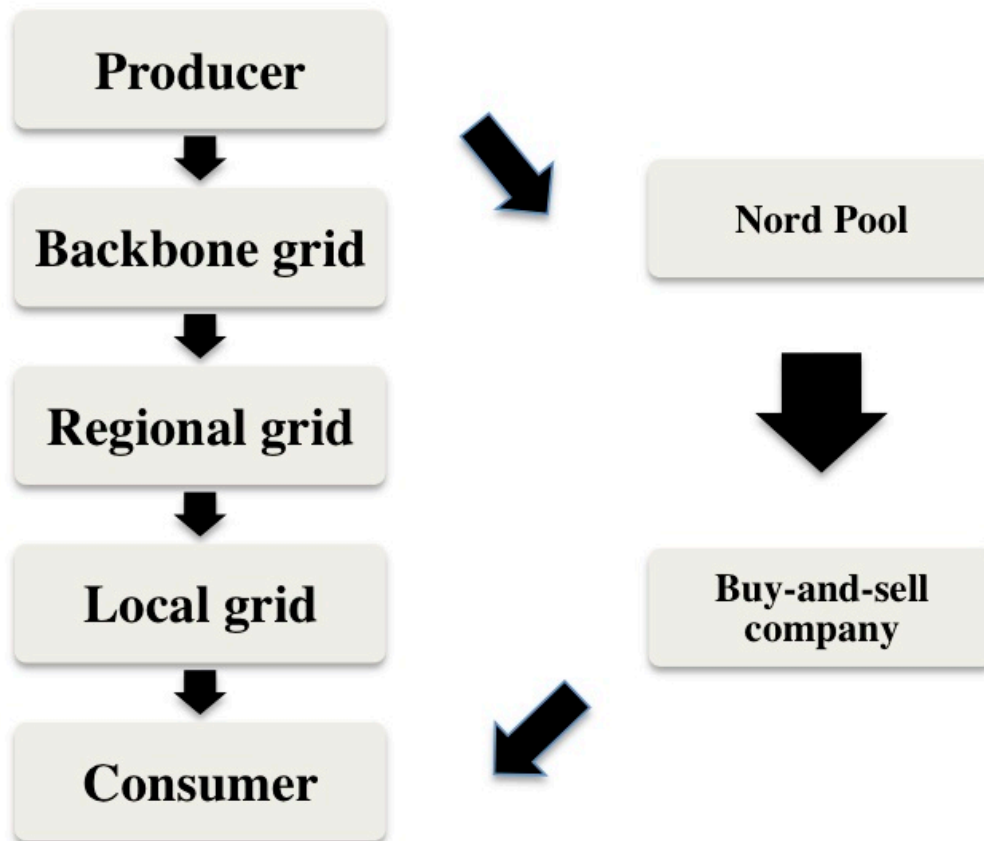 Producer
Backbone grid
Regional grid
Local grid
Consumer
Nord Pool
Buy-and-sell
company